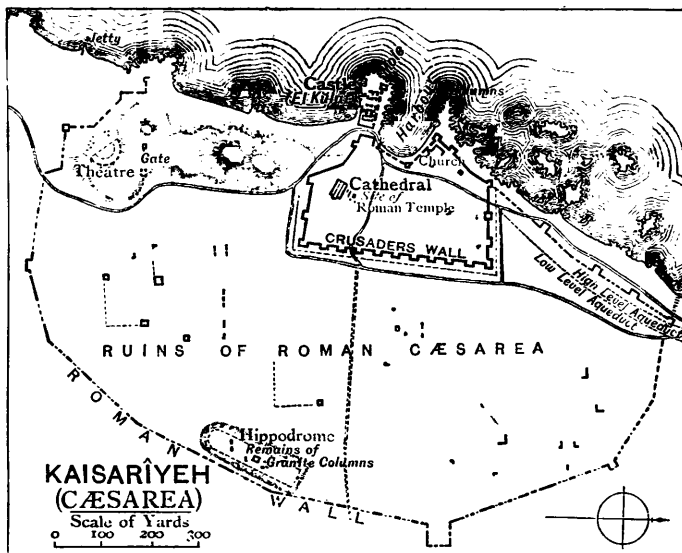 Jetty
Castle
El Kulah
Harbour
Columns
Gate
Theatre
Church
Cathedral
Site of
Roman Temple
CRUSADERS WALL
High Level Aqueduct
Low Level Aqueduct
RUINS OF ROMAN CÆSAREA
ROMAN WALL
Hippodrome
Remains of
Granite Columns
KAISARÎYEH
(CÆSAREA)
Scale of Yards
0 100 200 300